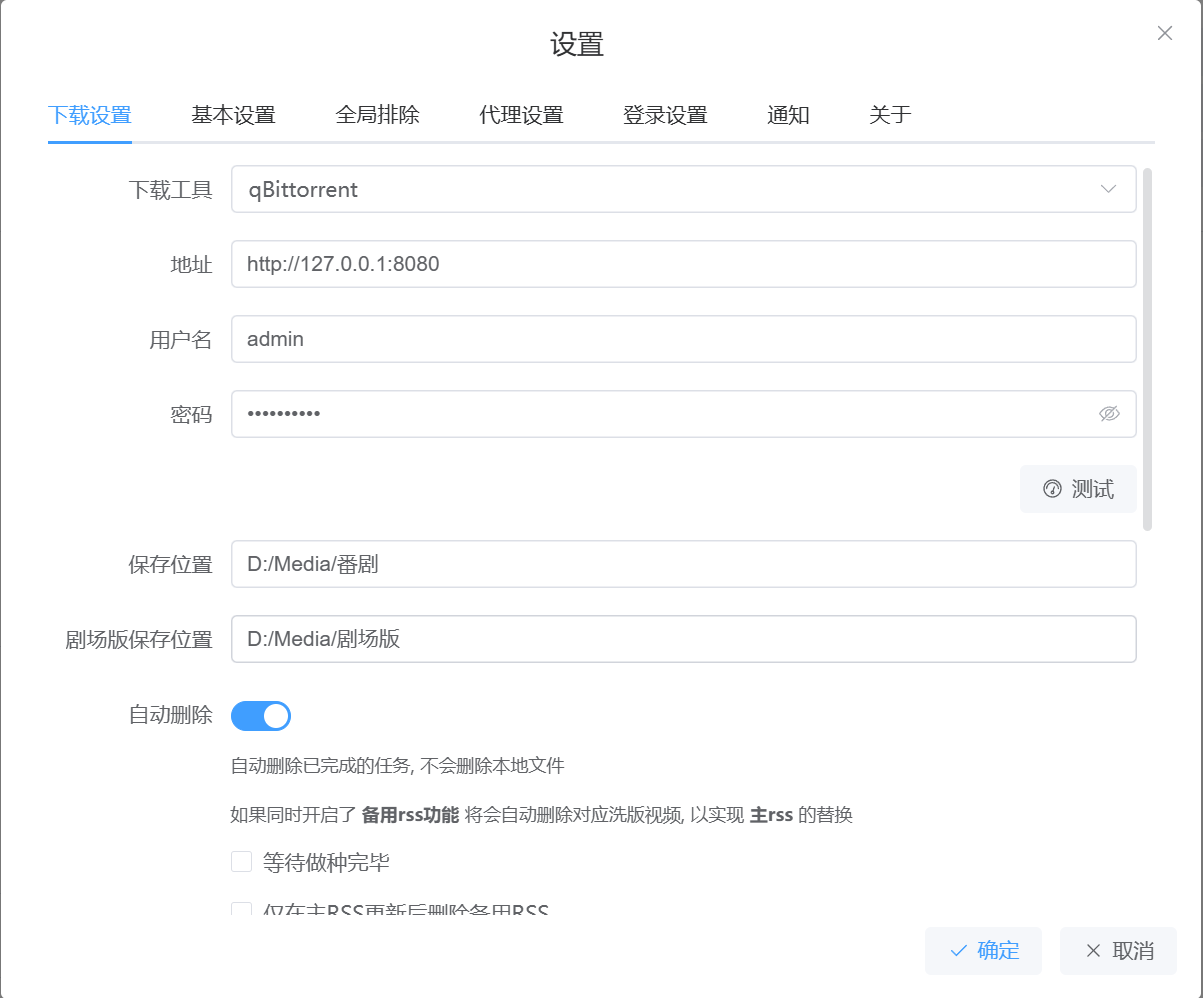 设置
下载设置 基本设置 全局排除 代理设置 登录设置 通知 关于
下载工具 qBittorrent
地址 http://127.0.0.1:8080
用户名 admin
密码 ••••••••••
测试
保存位置 D:/Media/番剧
剧场版保存位置 D:/Media/剧场版
自动删除
自动删除已完成的任务, 不会删除本地文件
如果同时开启了 备用rss功能 将会自动删除对应洗版视频, 以实现 主rss 的替换
等待做种完毕
仅在主RSS更新后删除备用RSS
确定 取消